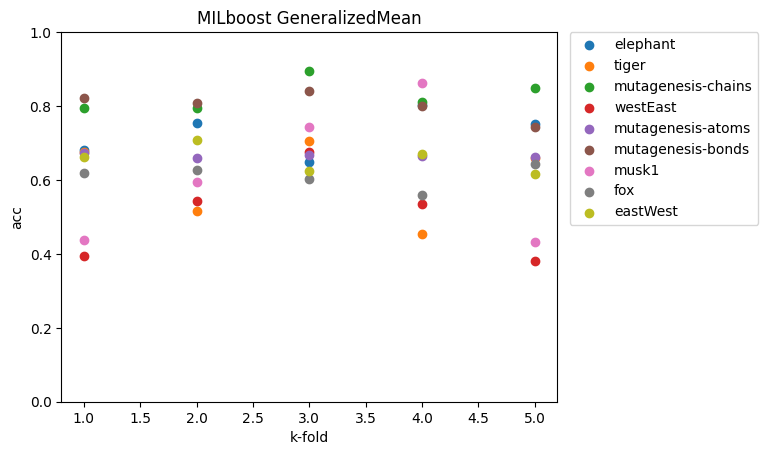 MILboost GeneralizedMean
1.0
0.8
0.6
0.4
0.2
0.0
acc
1.0 1.5 2.0 2.5 3.0 3.5 4.0 4.5 5.0
k-fold
elephant
tiger
mutagenesis-chains
westEast
mutagenesis-atoms
mutagenesis-bonds
musk1
fox
eastWest